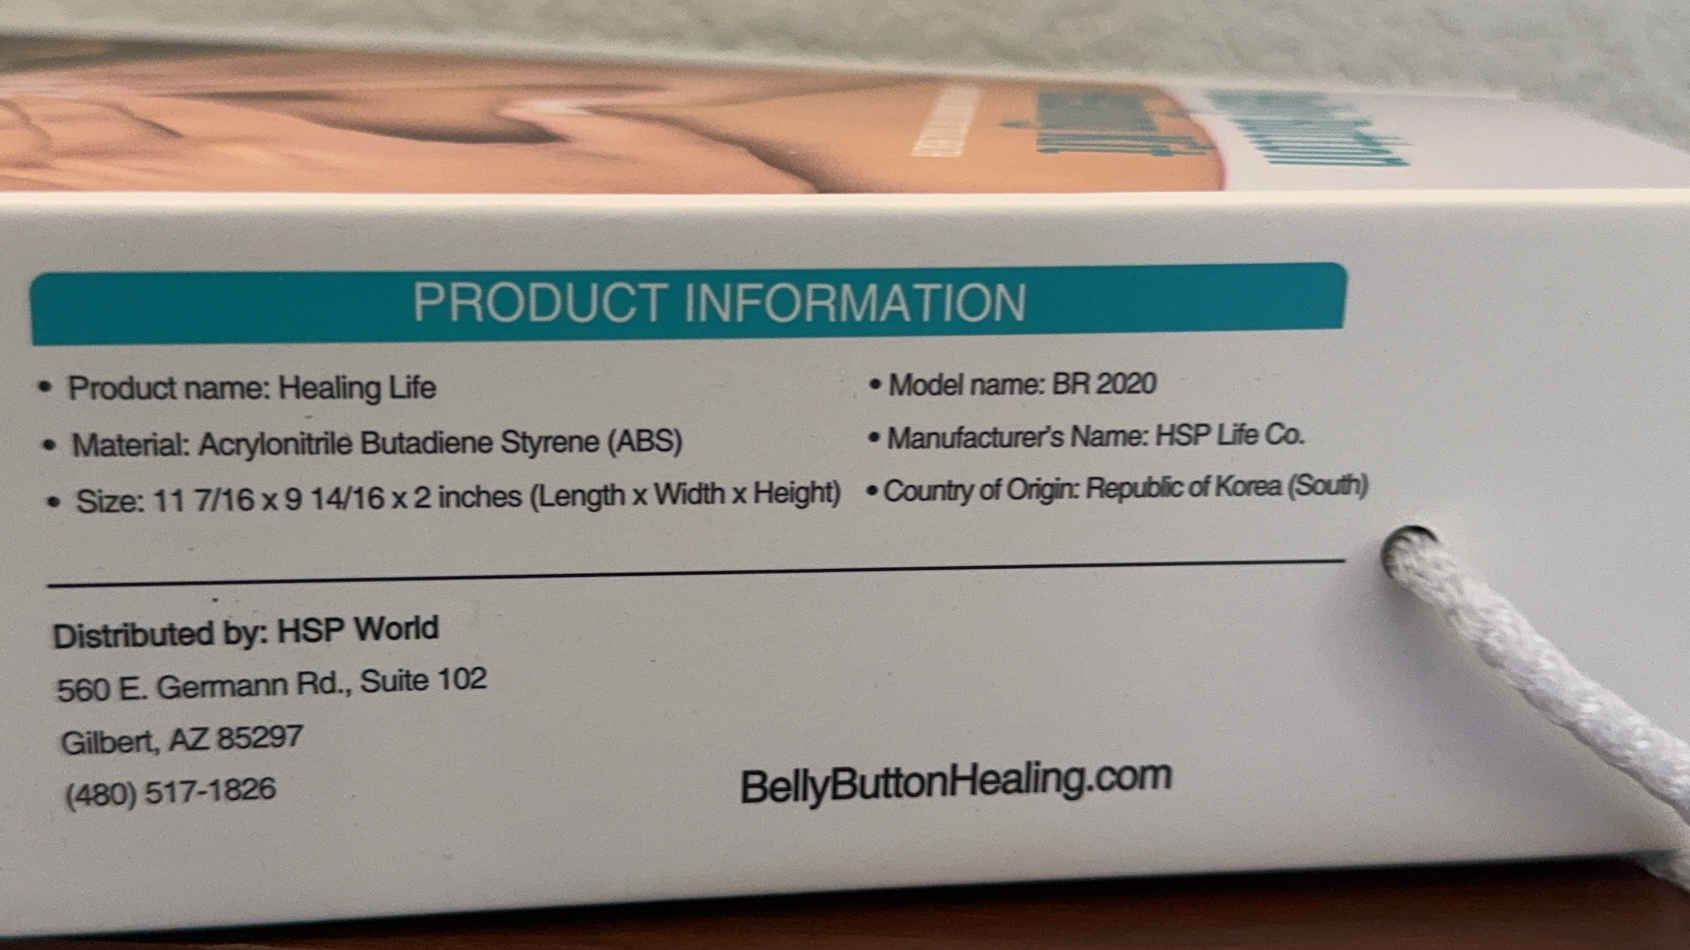 PRODUCT INFORMATION
• Product name: Healing Life
• Material: Acrylonitrile Butadiene Styrene (ABS)
• Size: 11 7/16 x 9 14/16 x 2 inches (Length x Width x Height)
• Model name: BR 2020
• Manufacturer's Name: HSP Life Co.
• Country of Origin: Republic of Korea (South)
Distributed by: HSP World
560 E. Germann Rd., Suite 102
Gilbert, AZ 85297
(480) 517-1826
BellyButtonHealing.com